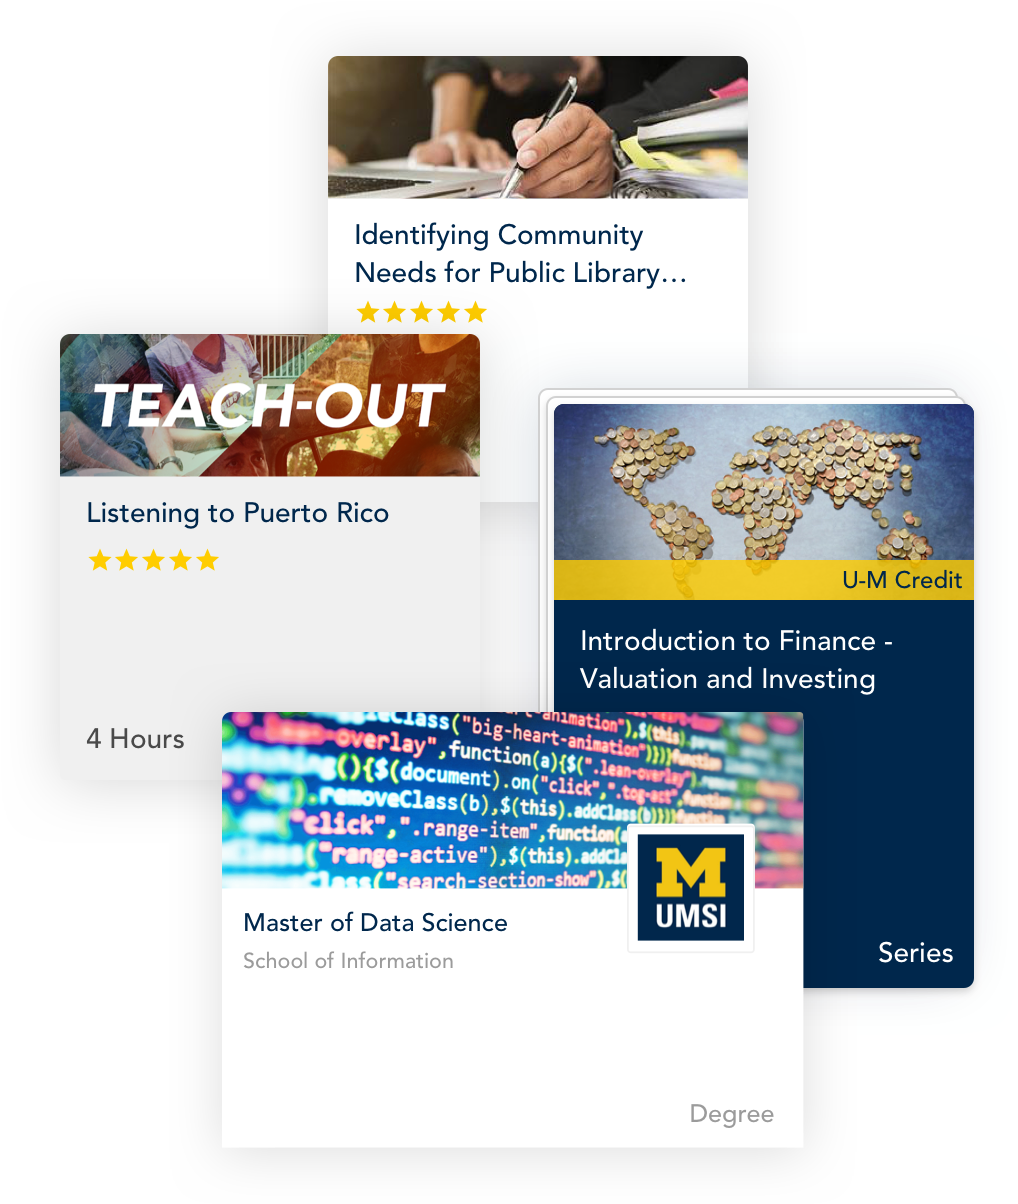 Identifying Community
Needs for Public Library…
TEACH-OUT
Listening to Puerto Rico
4 Hours
U-M Credit
Introduction to Finance -
Valuation and Investing
Series
"big-heart-animation"),$(this)
overlay",function(a){$(".lean-overlay")
(){$(document).on("click",".tog-act",function
).removeClass(b),$(this).addClass(b)})})
"click",".range-item",function(a
("range-active"),$(this).addCla
"search-section-show"),$(
M
UMSI
Master of Data Science
School of Information
Degree